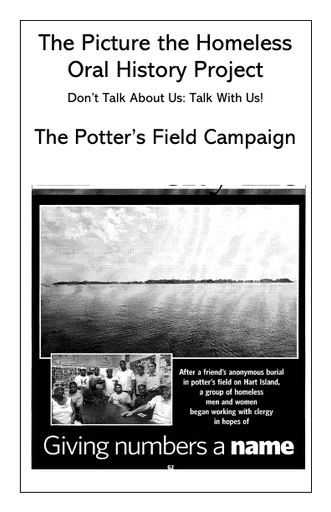 The Picture the Homeless
Oral History Project
Don't Talk About Us: Talk With Us!
The Potter's Field Campaign
After a friend's anonymous burial
in potter's field on Hart Island,
a group of homeless
men and women
began working with clergy
in hopes of
Giving numbers a name
62